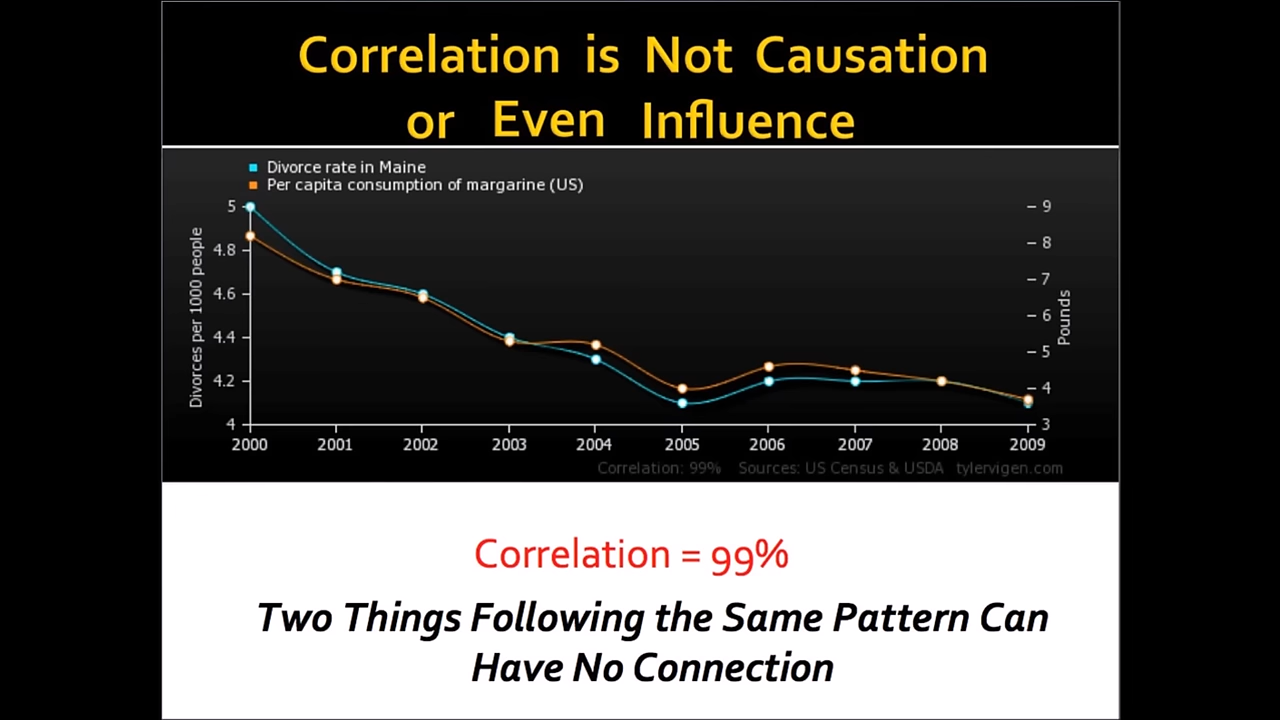 Correlation is Not Causation
or Even Influence
Divorce rate in Maine
Per capita consumption of margarine (US)
Divorces per 1000 people
5
4.8
4.6
4.4
4.2
4
9
8
7
6
5
4
3
Pounds
2000 2001 2002 2003 2004 2005 2006 2007 2008 2009
Correlation: 99% Sources: US Census & USDA tylervigen.com
Correlation = 99%
Two Things Following the Same Pattern Can
Have No Connection